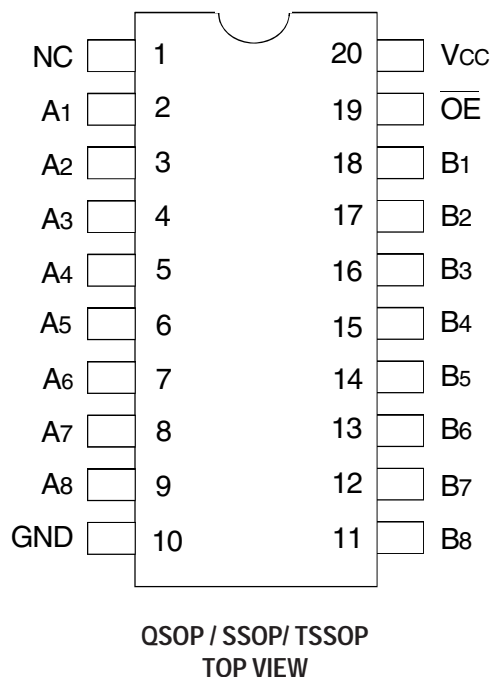 NC 1 20 VCC
A1 2 19 O̅E̅
A2 3 18 B1
A3 4 17 B2
A4 5 16 B3
A5 6 15 B4
A6 7 14 B5
A7 8 13 B6
A8 9 12 B7
GND 10 11 B8
QSOP / SSOP/ TSSOP
TOP VIEW